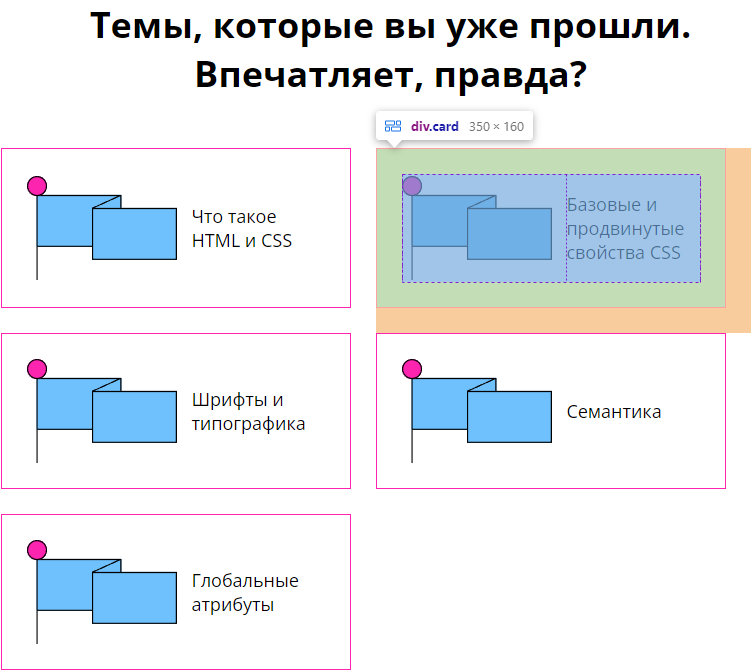 Темы, которые вы уже прошли.
Впечатляет, правда?
div.card 350 × 160
Что такое
HTML и CSS
Базовые и
продвинутые
свойства CSS
Шрифты и
типографика
Семантика
Глобальные
атрибуты